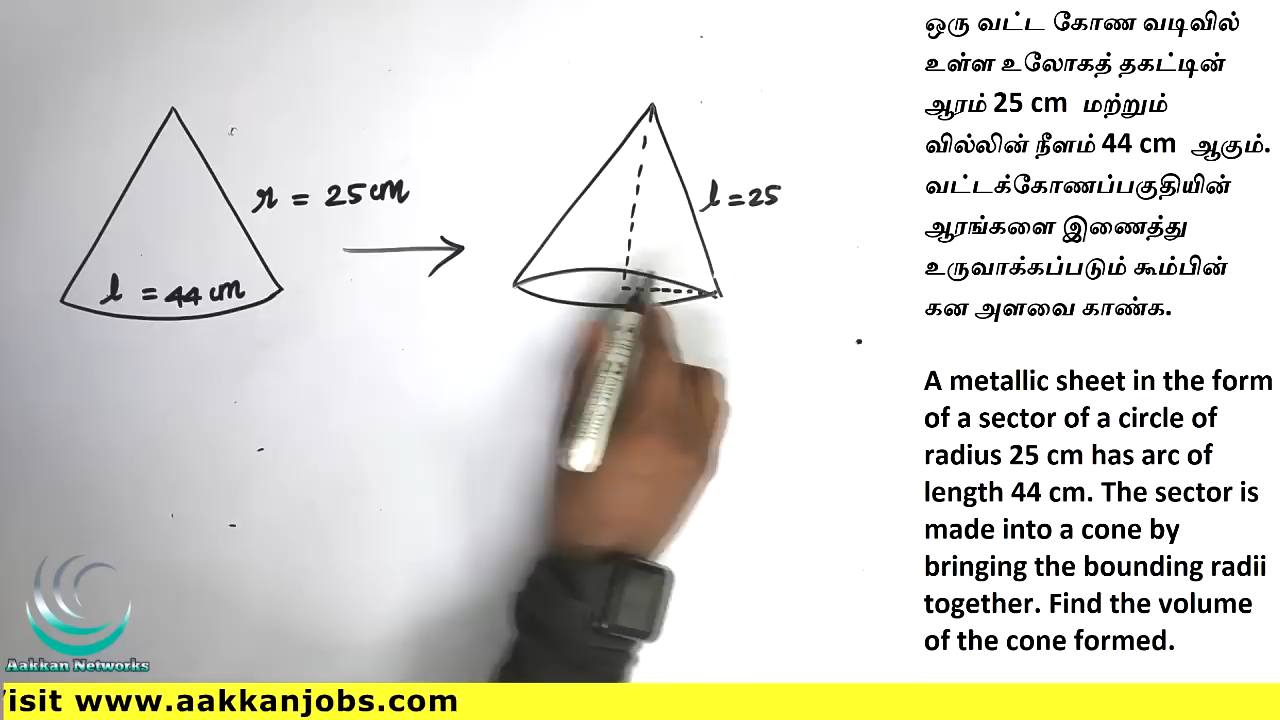 r = 25 cm
l = 44 cm
l = 25
ஒரு வட்ட கோண வடிவில்
உள்ள உலோகத் தகட்டின்
ஆரம் 25 cm மற்றும்
வில்லின் நீளம் 44 cm ஆகும்.
வட்டக்கோணப்பகுதியின்
ஆரங்களை இணைத்து
உருவாக்கப்படும் கூம்பின்
கன அளவை காண்க.
A metallic sheet in the form
of a sector of a circle of
radius 25 cm has arc of
length 44 cm. The sector is
made into a cone by
bringing the bounding radii
together. Find the volume
of the cone formed.
Aakkan Networks
isit www.aakkanjobs.com